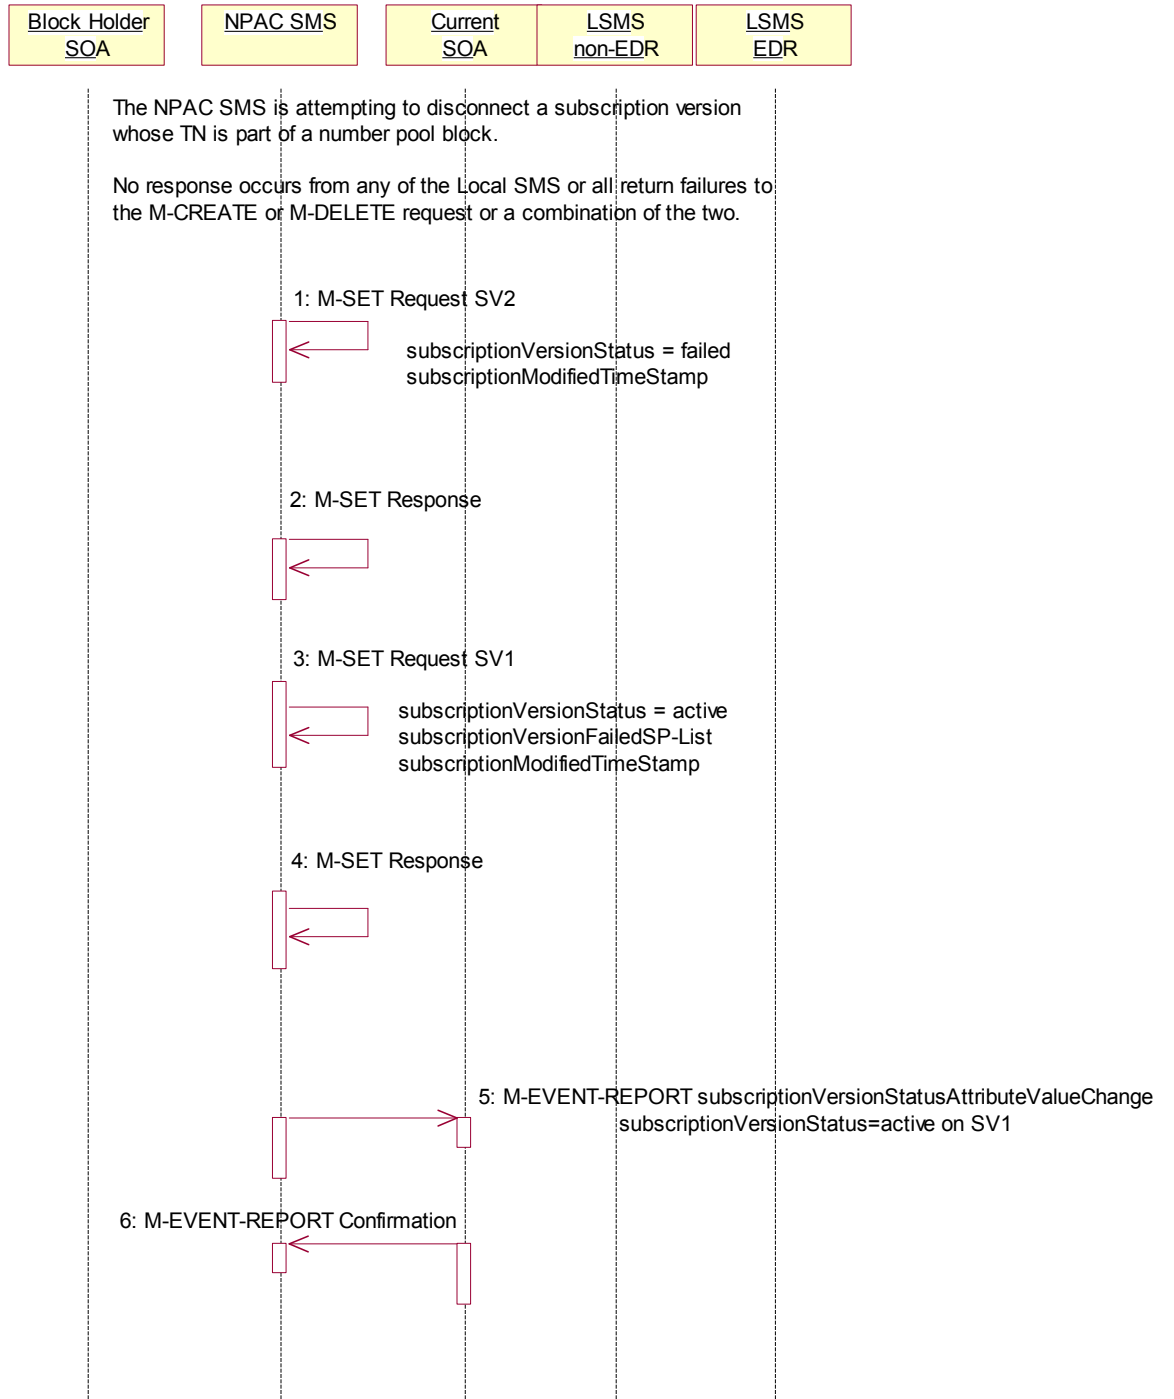 Block Holder
SOA
NPAC SMS
Current
SOA
LSMS
non-EDR
LSMS
EDR
The NPAC SMS is attempting to disconnect a subscription version
whose TN is part of a number pool block.
No response occurs from any of the Local SMS or all return failures to
the M-CREATE or M-DELETE request or a combination of the two.
1: M-SET Request SV2
subscriptionVersionStatus = failed
subscriptionModifiedTimeStamp
2: M-SET Response
3: M-SET Request SV1
subscriptionVersionStatus = active
subscriptionVersionFailedSP-List
subscriptionModifiedTimeStamp
4: M-SET Response
5: M-EVENT-REPORT subscriptionVersionStatusAttributeValueChange
subscriptionVersionStatus=active on SV1
6: M-EVENT-REPORT Confirmation